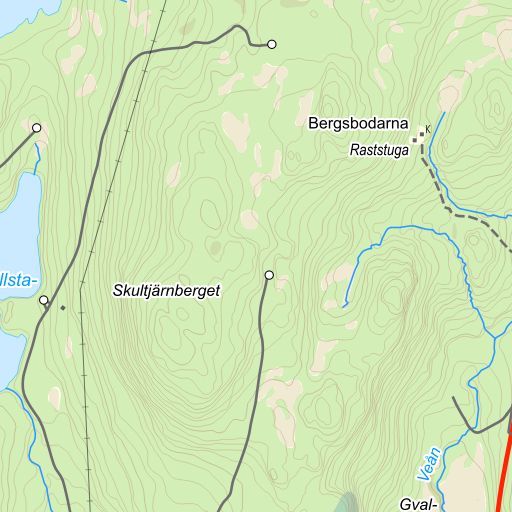 Bergsbodarna
K
Raststuga
llsta-
Skultjärnberget
Veån
Gval-